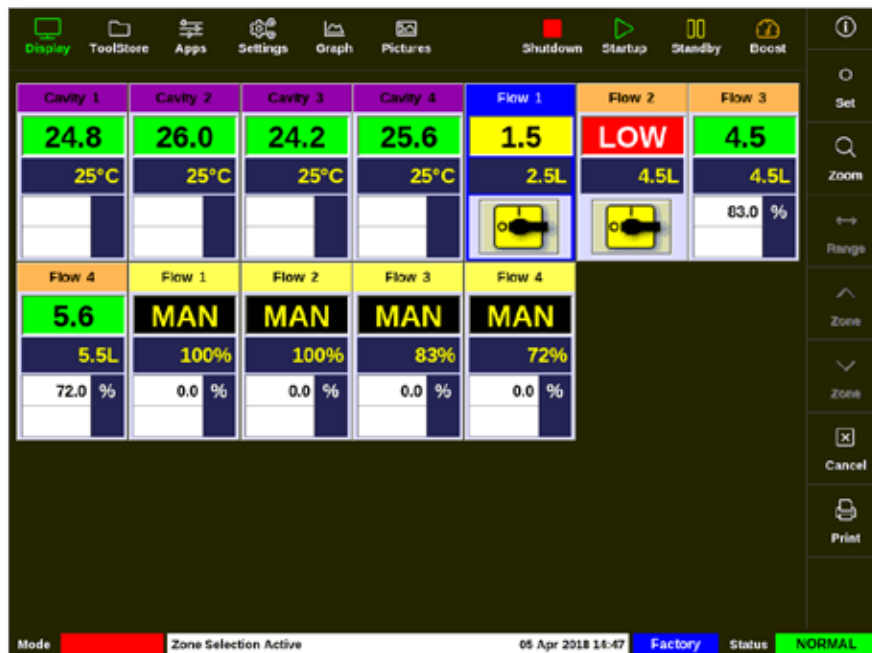 Display ToolStore Apps Settings Graph Pictures Shutdown Startup Standby Boost
Set
Zoom
Range
Zone
Zone
Cancel
Print
Cavity 1 Cavity 2 Cavity 3 Cavity 4 Flow 1 Flow 2 Flow 3
24.8 26.0 24.2 25.6 1.5 LOW 4.5
25°C 25°C 25°C 25°C 2.5L 4.5L 4.5L
83.0 %
Flow 4 Flow 1 Flow 2 Flow 3 Flow 4
5.6 MAN MAN MAN MAN
5.5L 100% 100% 83% 72%
72.0 % 0.0 % 0.0 % 0.0 % 0.0 %
Mode Zone Selection Active 05 Apr 2018 14:47 Factory Status NORMAL